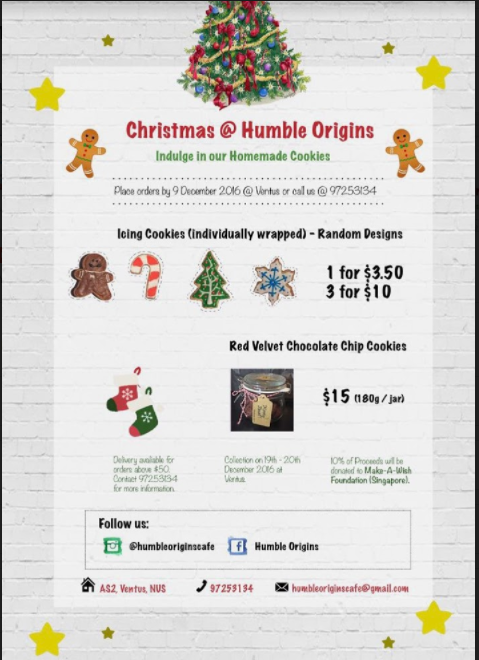 Christmas @ Humble Origins
Indulge in our Homemade Cookies
Place orders by 9 December 2016 @ Ventus or call us @ 97253134
Icing Cookies (individually wrapped) - Random Designs
1 for $3.50
3 for $10
Red Velvet Chocolate Chip Cookies
$15 (180g / jar)
Delivery available for
orders above $50.
Contact 97253134
for more information.
Collection on 19th - 20th
December 2016 at
Ventus.
10% of Proceeds will be
donated to Make-A-Wish
Foundation (Singapore).
Follow us:
@humbleoriginscafe
Humble Origins
AS2, Ventus, NUS
97253134
humbleoriginscafe@gmail.com